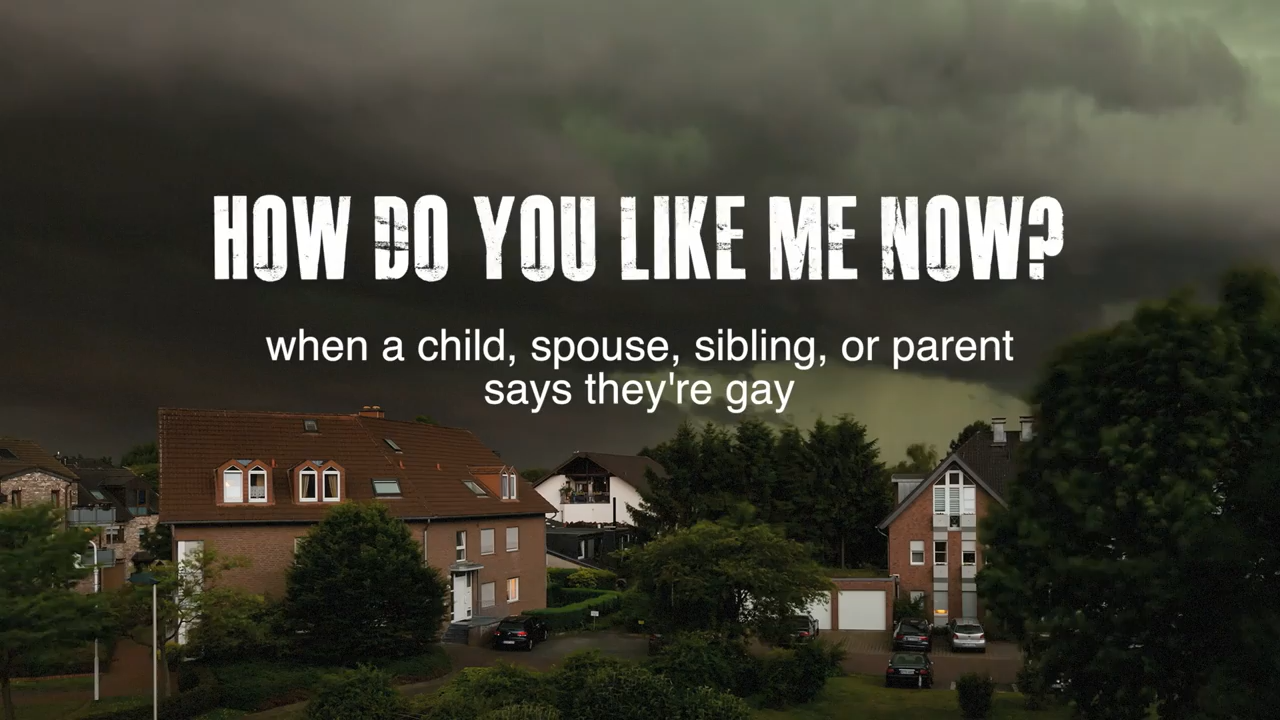 HOW DO YOU LIKE ME NOW?
when a child, spouse, sibling, or parent
says they're gay